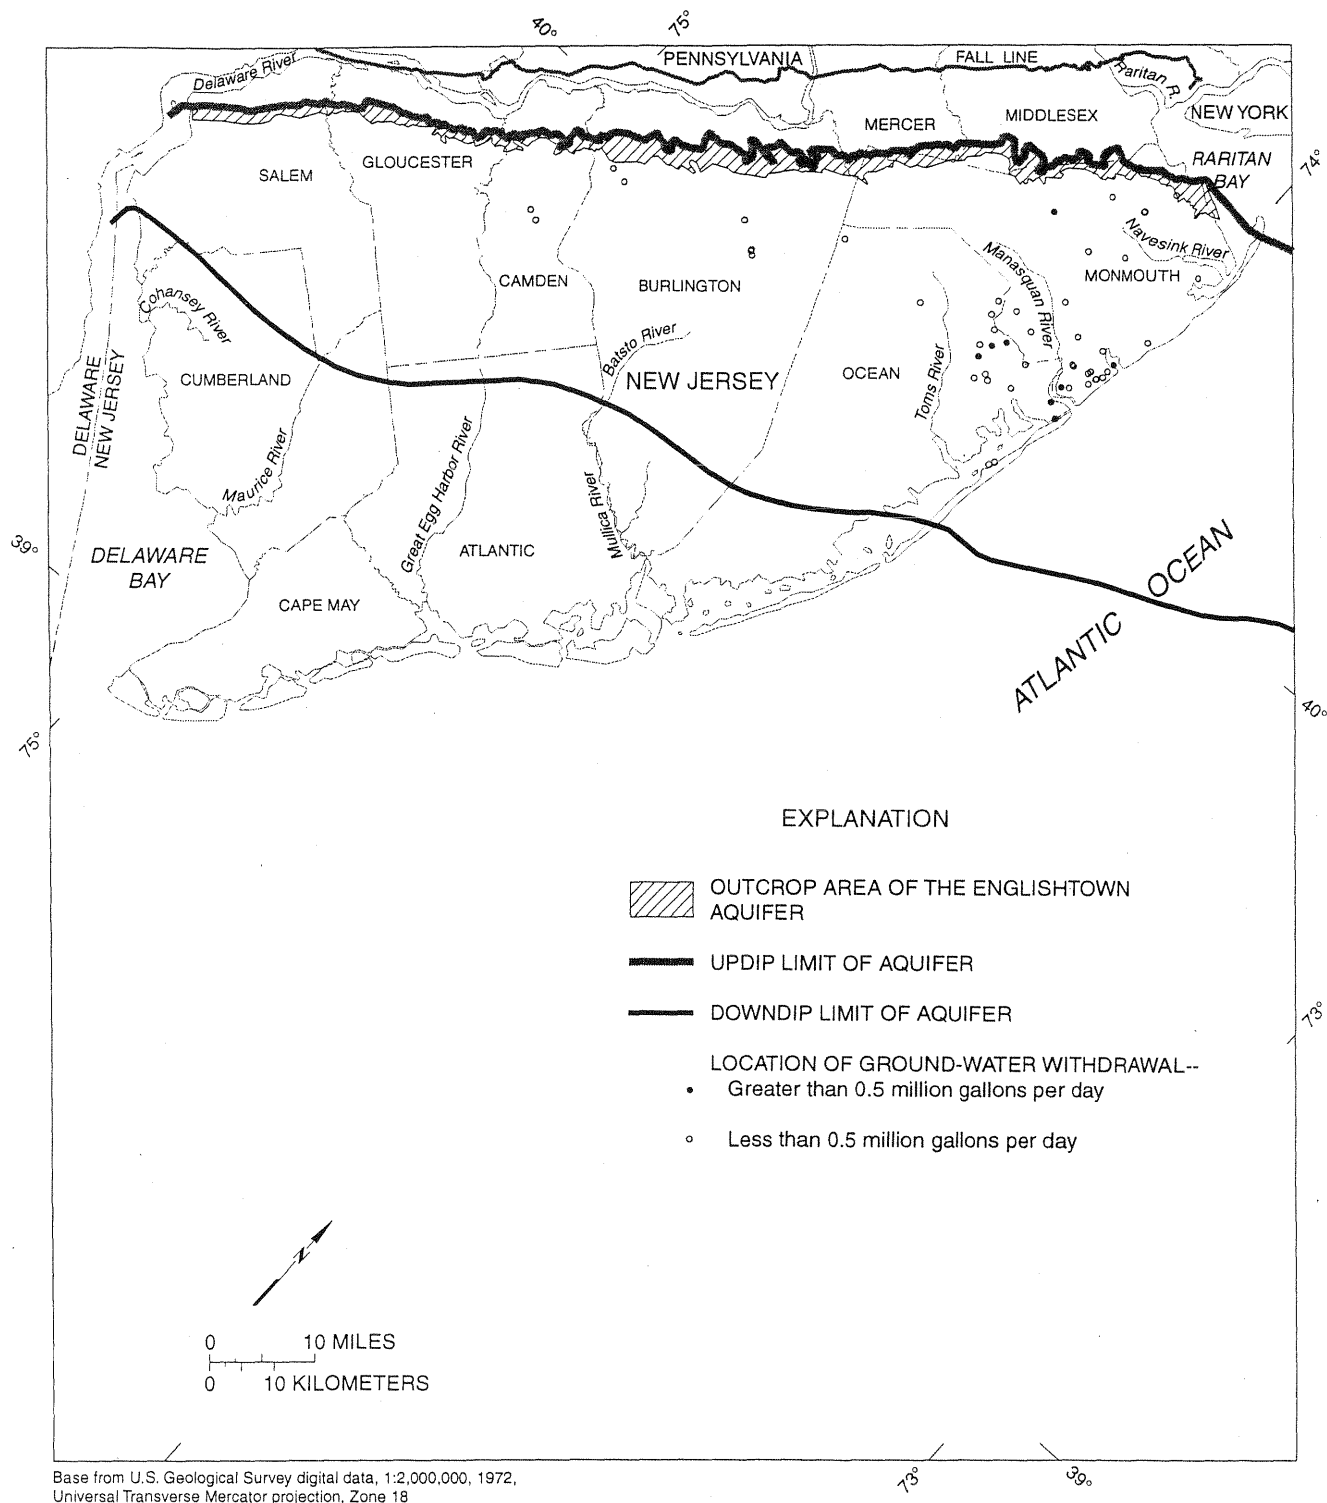 40°
75°
PENNSYLVANIA
FALL LINE
Delaware River
Raritan R.
NEW YORK
MERCER
MIDDLESEX
RARITAN
BAY
74°
GLOUCESTER
SALEM
Navesink River
MONMOUTH
Manasquan River
CAMDEN
BURLINGTON
Cohansey River
Batsto River
CUMBERLAND
NEW JERSEY
OCEAN
Toms River
DELAWARE
NEW JERSEY
Maurice River
Great Egg Harbor River
Mullica River
39°
DELAWARE
BAY
ATLANTIC
CAPE MAY
ATLANTIC OCEAN
40°
75°
EXPLANATION
OUTCROP AREA OF THE ENGLISHTOWN
AQUIFER
UPDIP LIMIT OF AQUIFER
DOWNDIP LIMIT OF AQUIFER
73°
LOCATION OF GROUND-WATER WITHDRAWAL--
Greater than 0.5 million gallons per day
Less than 0.5 million gallons per day
N
0 10 MILES
0 10 KILOMETERS
Base from U.S. Geological Survey digital data, 1:2,000,000, 1972,
Universal Transverse Mercator projection, Zone 18
73°
39°